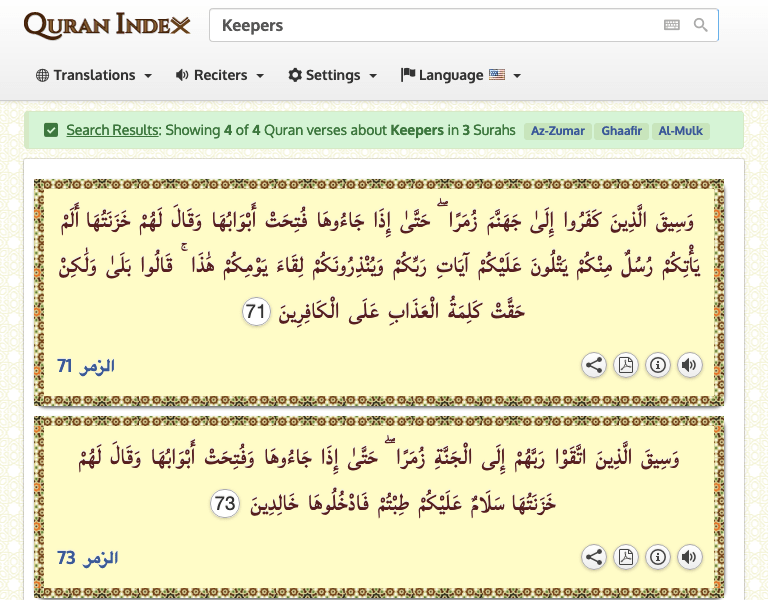 QURAN INDEX
Keepers
Translations Reciters Settings Language
Search Results: Showing 4 of 4 Quran verses about Keepers in 3 Surahs Az-Zumar Ghaafir Al-Mulk
وَسِيقَ الَّذِينَ كَفَرُوا إِلَىٰ جَهَنَّمَ زُمَرًا ۖ حَتَّىٰ إِذَا جَاءُوهَا فُتِحَتْ أَبْوَابُهَا وَقَالَ لَهُمْ خَزَنَتُهَا أَلَمْ
يَأْتِكُمْ رُسُلٌ مِنْكُمْ يَتْلُونَ عَلَيْكُمْ آيَاتِ رَبِّكُمْ وَيُنْذِرُونَكُمْ لِقَاءَ يَوْمِكُمْ هَٰذَا ۚ قَالُوا بَلَىٰ وَلَٰكِنْ
حَقَّتْ كَلِمَةُ الْعَذَابِ عَلَى الْكَافِرِينَ 71
الزمر 71
وَسِيقَ الَّذِينَ اتَّقَوْا رَبَّهُمْ إِلَى الْجَنَّةِ زُمَرًا ۖ حَتَّىٰ إِذَا جَاءُوهَا وَفُتِحَتْ أَبْوَابُهَا وَقَالَ لَهُمْ
خَزَنَتُهَا سَلَامٌ عَلَيْكُمْ طِبْتُمْ فَادْخُلُوهَا خَالِدِينَ 73
الزمر 73